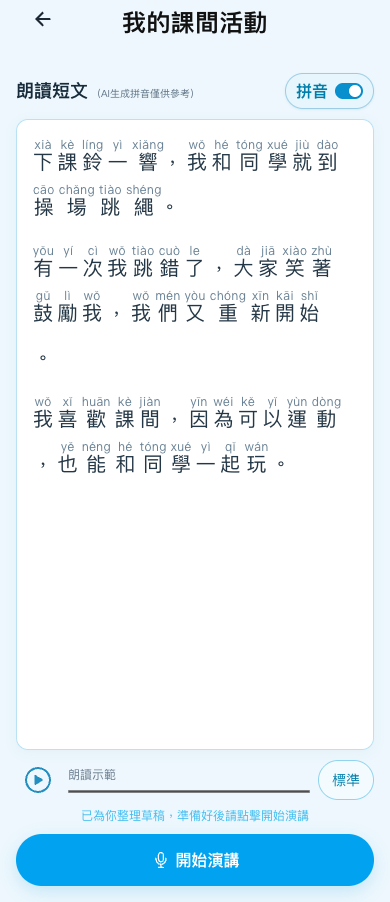 我的課間活動
朗讀短文 (AI生成拼音僅供參考) 拼音
xià kè líng yì xiǎng wǒ hé tóng xué jiù dào
下課鈴一響，我和同學就到
cāo chǎng tiào shéng
操場跳繩。
yǒu yí cì wǒ tiào cuò le dà jiā xiào zhù
有一次我跳錯了，大家笑著
gǔ lì wǒ wǒ mén yòu chóng xīn kāi shǐ
鼓勵我，我們又重新開始
。
wǒ xǐ huān kè jiàn yīn wéi kě yǐ yùn dòng
我喜歡課間，因為可以運動
yě néng hé tóng xué yì qǐ wán
，也能和同學一起玩。
朗讀示範 標準
已為你整理草稿，準備好後請點擊開始演講
開始演講